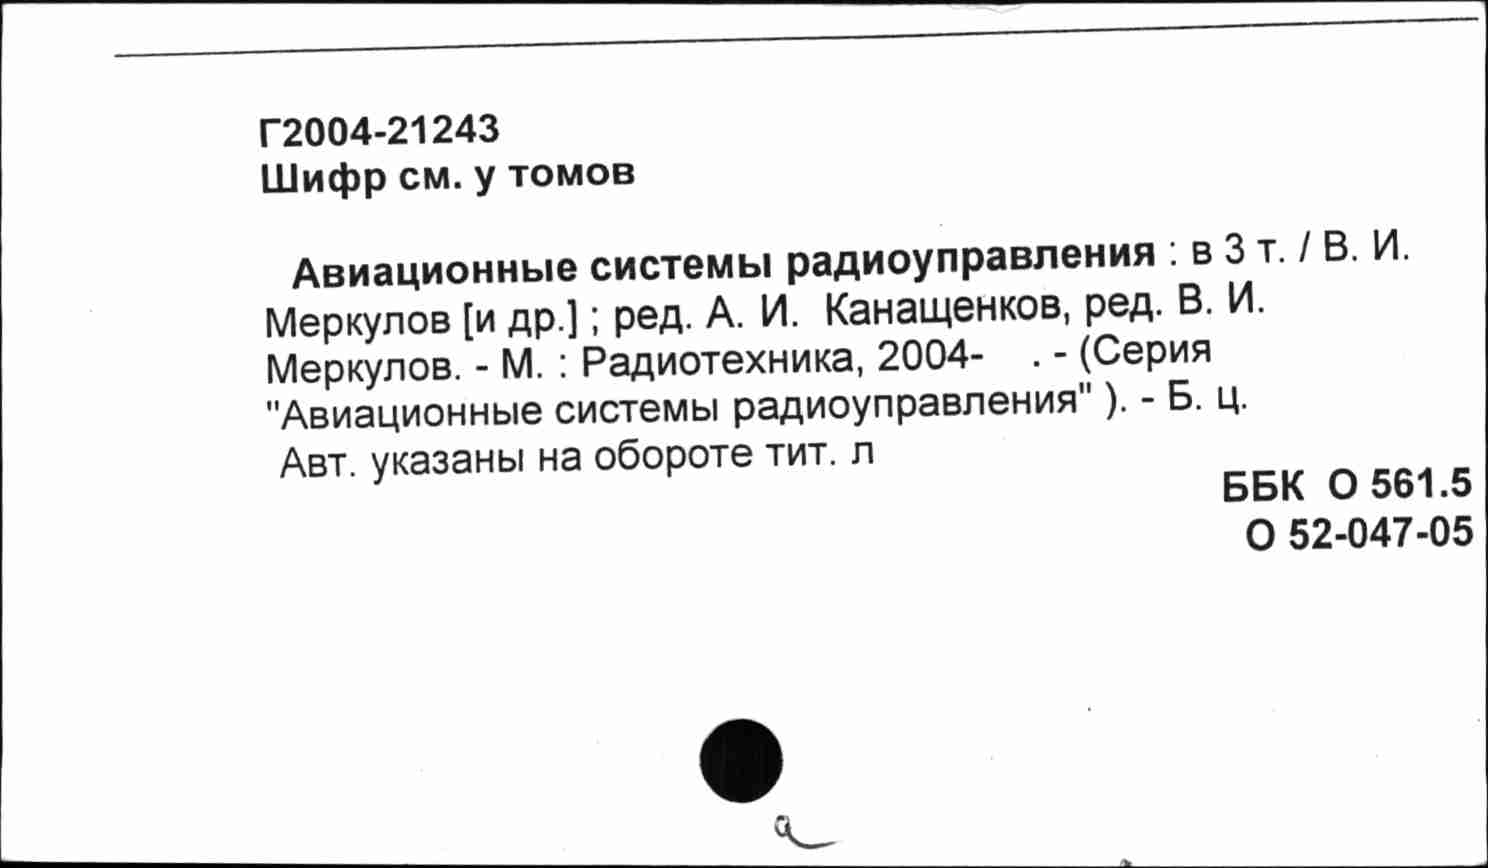 Г2004-21243
Шифр см. у томов
Авиационные системы радиоуправления : в 3 т. / В. И.
Меркулов [и др.] ; ред. А. И. Канащенков, ред. В. И.
Меркулов. - М. : Радиотехника, 2004- . - (Серия
"Авиационные системы радиоуправления" ). - Б. ц.
Авт. указаны на обороте тит. л
ББК О 561.5
О 52-047-05
а